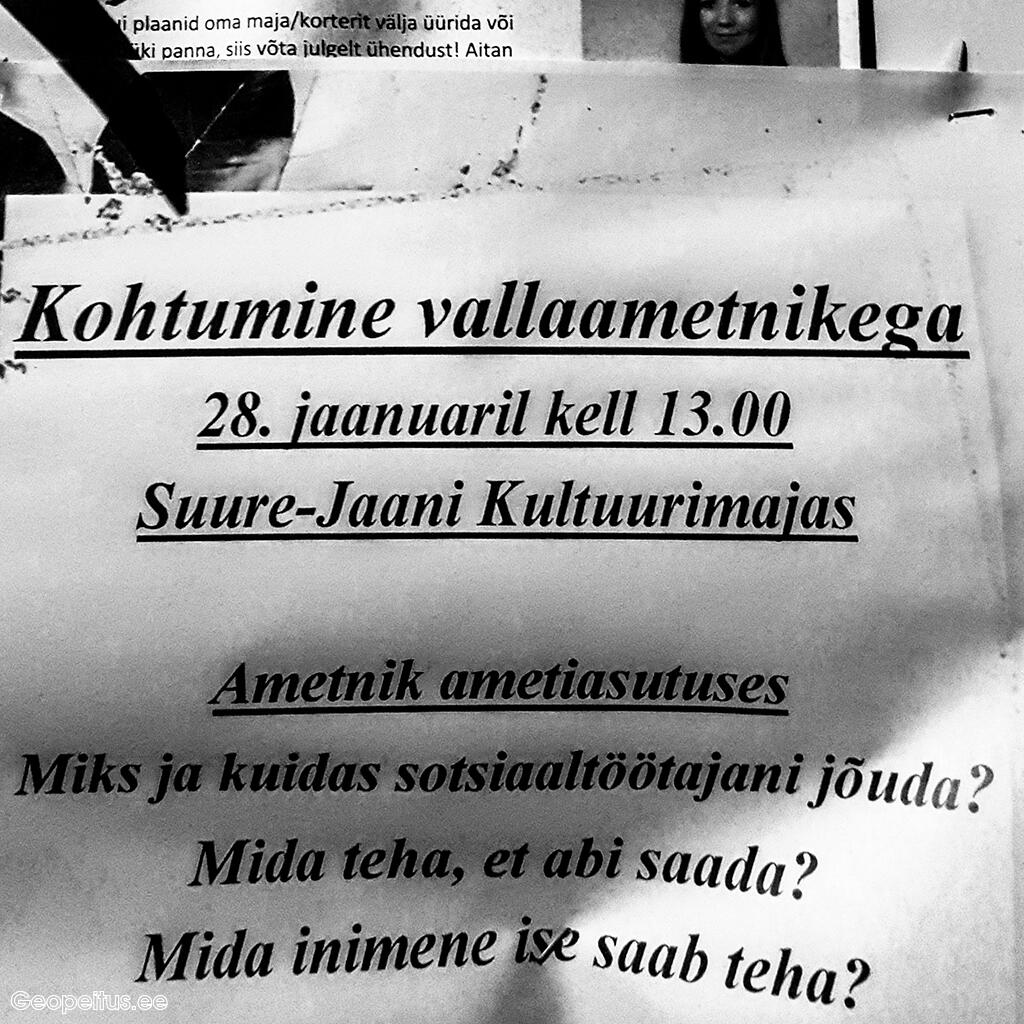 plaanid oma maja/korterit välja üürida või
panna, siis võta julgelt ühendust! Aitan
Kohtumine vallaametnikega
28. jaanuaril kell 13.00
Suure-Jaani Kultuurimajas
Ametnik ametiasutuses
Miks ja kuidas sotsiaaltöötajani jõuda?
Mida teha, et abi saada?
Mida inimene ise saab teha?
Geopeitus.ee